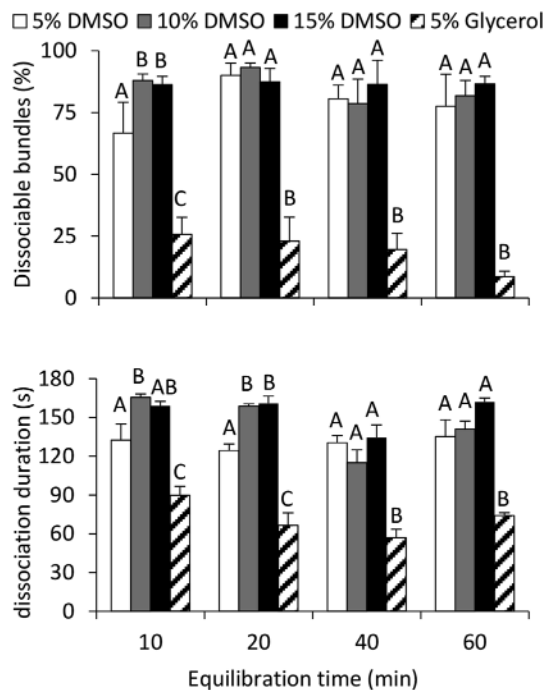 5% DMSO 10% DMSO 15% DMSO 5% Glycerol
Dissociable bundles (%)
100
75
50
25
0
A B B C
A A A B
A A A B
A A A B
dissociation duration (s)
180
150
120
90
60
30
0
A B AB C
A B B C
A A A B
A A A B
10 20 40 60
Equilibration time (min)